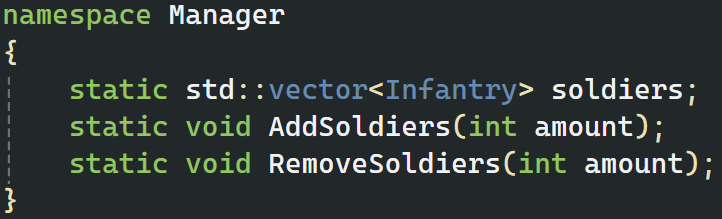 namespace Manager
{
    static std::vector<Infantry> soldiers;
    static void AddSoldiers(int amount);
    static void RemoveSoldiers(int amount);
}